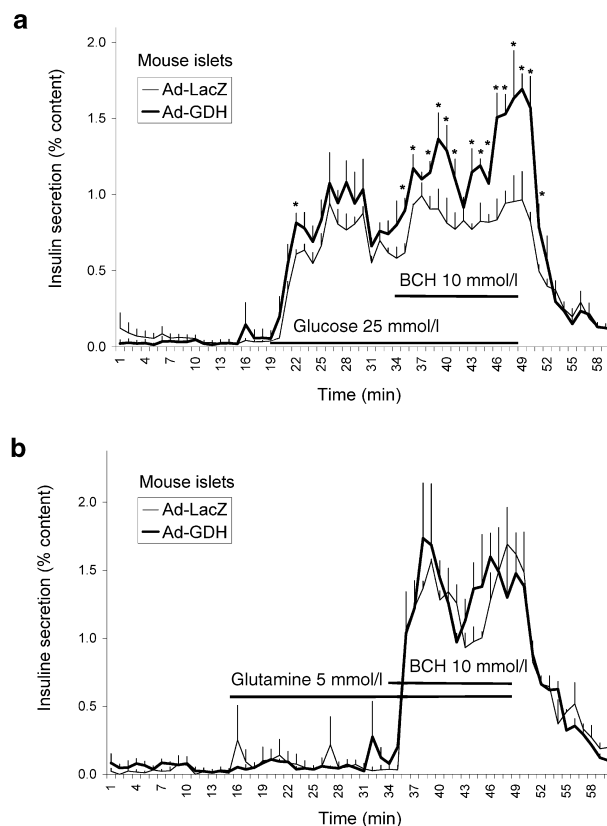 a
Mouse islets
Ad-LacZ
Ad-GDH
Insulin secretion (% content)
2.0
1.5
1.0
0.5
0.0
* * * * * * * * * * * * * * *
BCH 10 mmol/l
Glucose 25 mmol/l
1 4 7 10 13 16 19 22 25 28 31 34 37 40 43 46 49 52 55 58
Time (min)
b
Mouse islets
Ad-LacZ
Ad-GDH
Insuline secretion (% content)
2.0
1.5
1.0
0.5
0.0
BCH 10 mmol/l
Glutamine 5 mmol/l
1 4 7 10 13 16 19 22 25 28 31 34 37 40 43 46 49 52 55 58
Time (min)